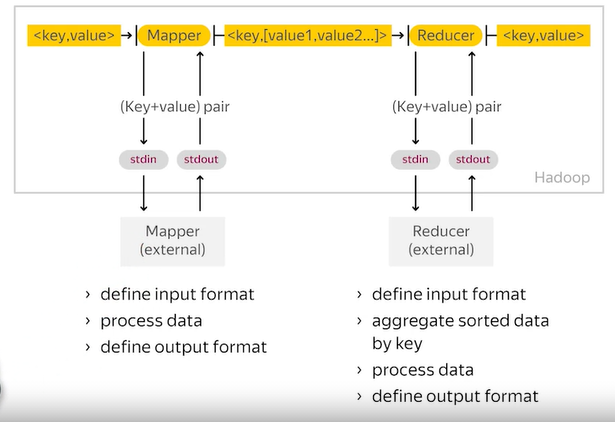 <key,value>
Mapper
<key,[value1,value2...]>
Reducer
<key,value>
(Key+value) pair
(Key+value) pair
stdin
stdout
stdin
stdout
Hadoop
Mapper
(external)
Reducer
(external)
› define input format
› process data
› define output format
› define input format
› aggregate sorted data
by key
› process data
› define output format